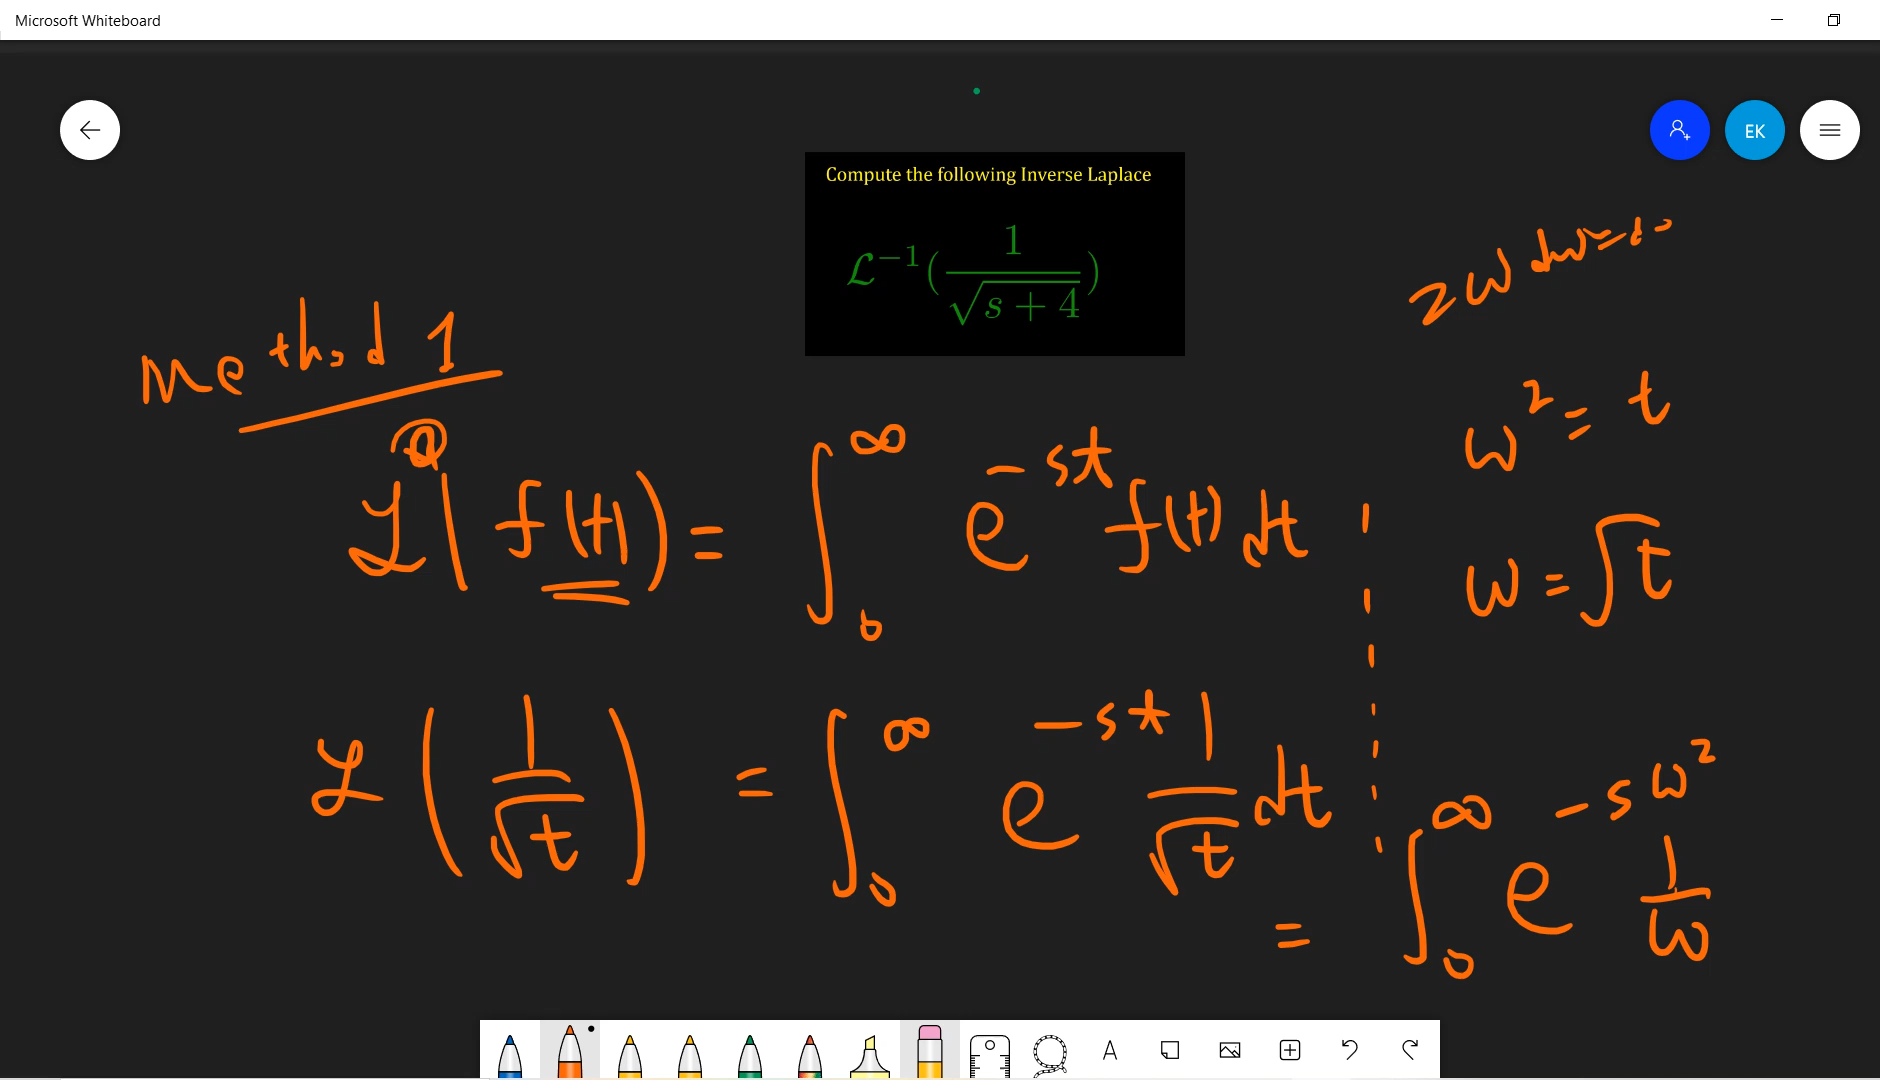 Microsoft Whiteboard
EK
Compute the following Inverse Laplace
ℒ⁻¹(1/√(s + 4))
2w dw =
Method 1
w² = t
ℒ(f(t)) = ∫₀^∞ e^(-st) f(t) dt
w = √t
ℒ(1/√t) = ∫₀^∞ e^(-st) 1/√t dt
= ∫₀^∞ e^(-sw²) 1/w
A